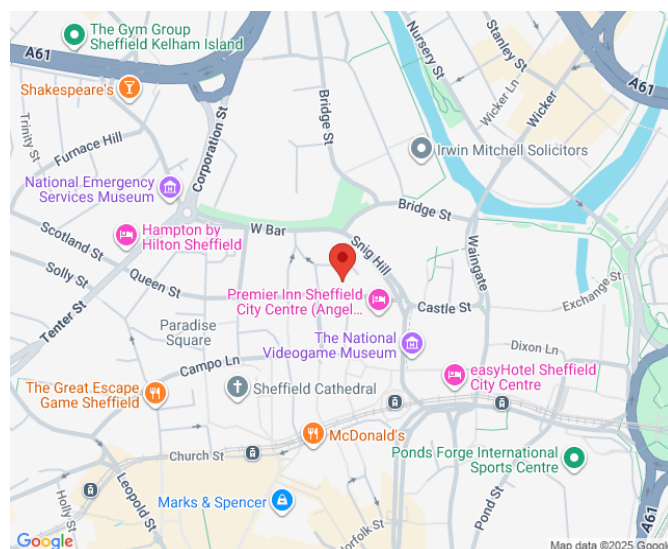 The Gym Group
Sheffield Kelham Island
A61
Shakespeare's
Trinity St
Furnace Hill
Corporation St
Bridge St
Nursery St
Stanley St
Wicker Ln
Wicker
A61
Irwin Mitchell Solicitors
National Emergency
Services Museum
Hampton by
Hilton Sheffield
Scotland St
Solly St
Tenter St
Queen St
W Bar
Bridge St
Snig Hill
Waingate
Exchange St
Premier Inn Sheffield
City Centre (Angel...
Castle St
Paradise
Square
The National
Videogame Museum
Dixon Ln
Campo Ln
easyHotel Sheffield
City Centre
The Great Escape
Game Sheffield
Sheffield Cathedral
McDonald's
Church St
Ponds Forge International
Sports Centre
Holly St
Leopold St
Marks & Spencer
Norfolk St
Pond St
A61
Google
Map data ©2025 Google